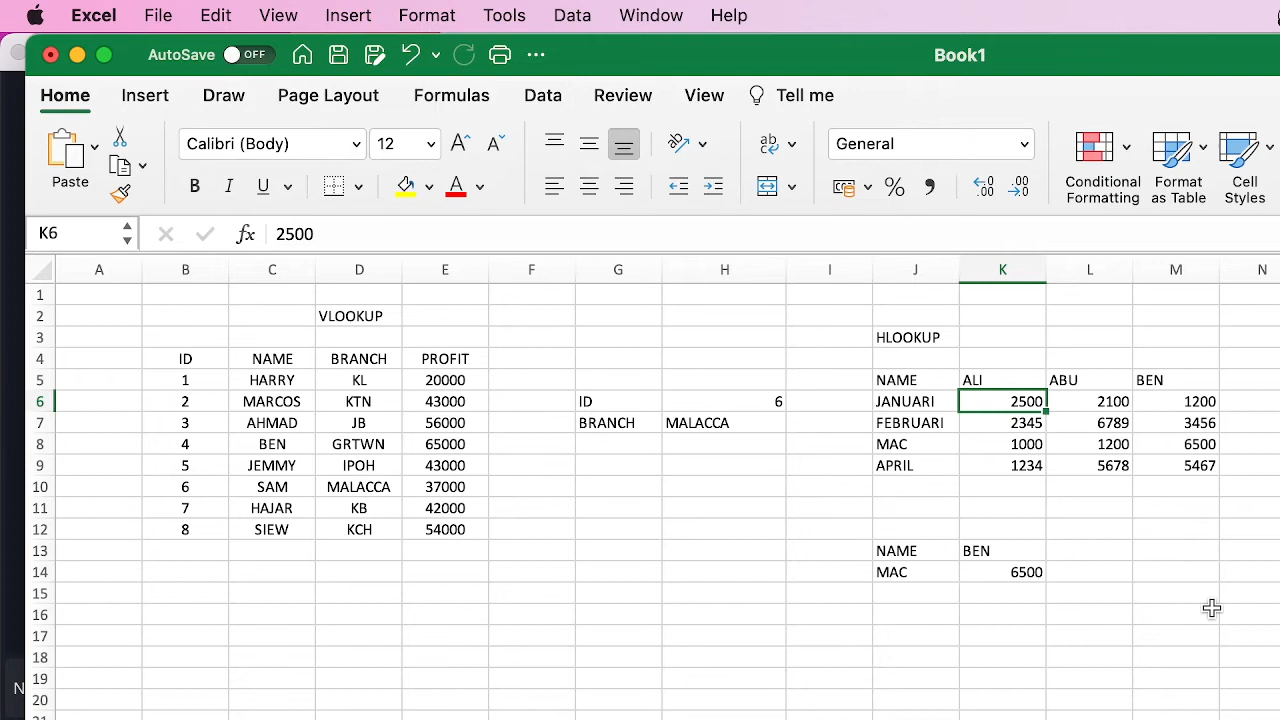 Excel File Edit View Insert Format Tools Data Window Help
AutoSave OFF Book1
Home Insert Draw Page Layout Formulas Data Review View Tell me
Paste Calibri (Body) 12 General Conditional Formatting Format as Table Cell Styles
K6 fx 2500
A B C D E F G H I J K L M N
1
2 VLOOKUP
3 HLOOKUP
4 ID NAME BRANCH PROFIT
5 1 HARRY KL 20000 NAME ALI ABU BEN
6 2 MARCOS KTN 43000 ID 6 JANUARI 2500 2100 1200
7 3 AHMAD JB 56000 BRANCH MALACCA FEBRUARI 2345 6789 3456
8 4 BEN GRTWN 65000 MAC 1000 1200 6500
9 5 JEMMY IPOH 43000 APRIL 1234 5678 5467
10 6 SAM MALACCA 37000
11 7 HAJAR KB 42000
12 8 SIEW KCH 54000
13 NAME BEN
14 MAC 6500
15
16
17
18
19
20